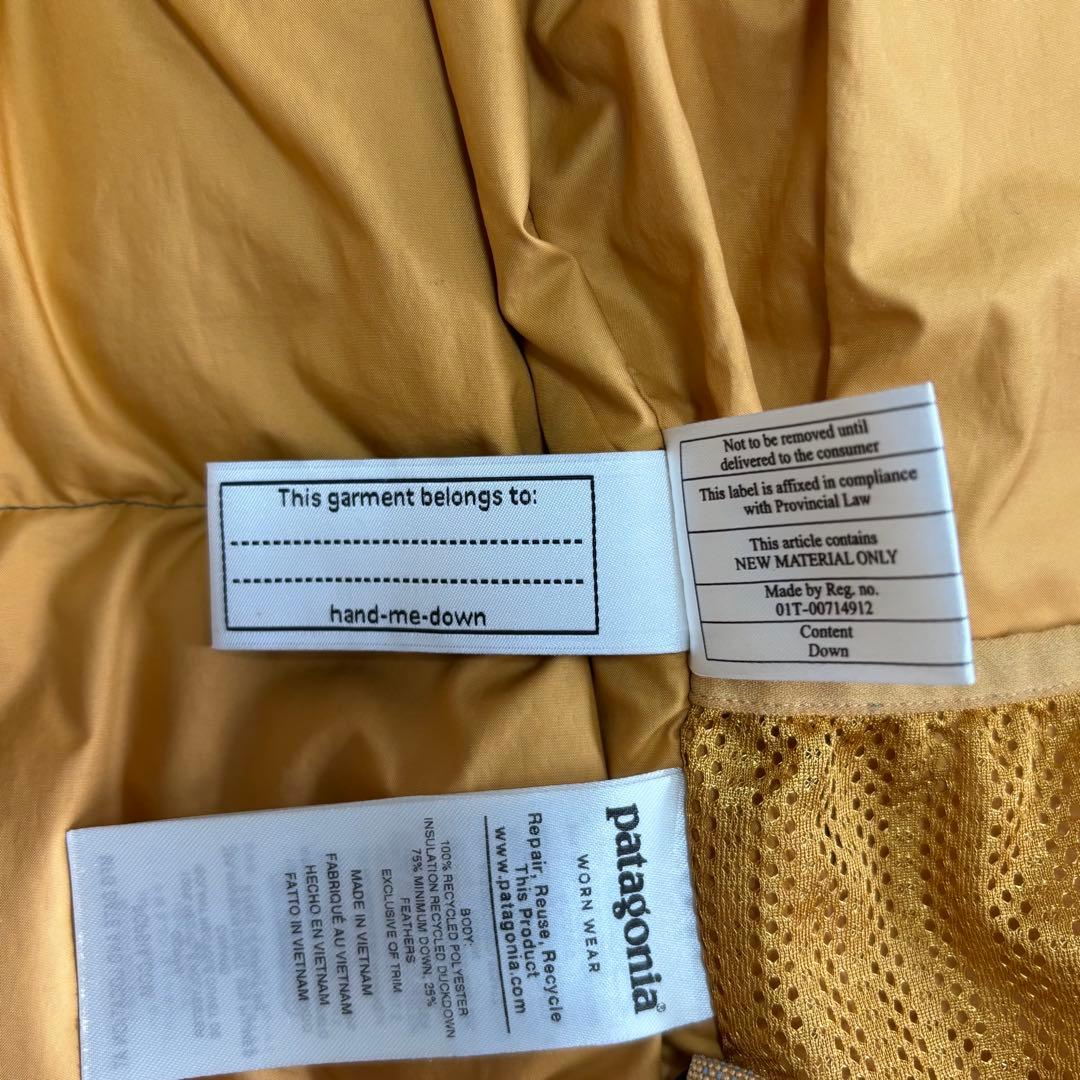 This garment belongs to:
hand-me-down
Not to be removed until
delivered to the consumer
This label is affixed in compliance
with Provincial Law
This article contains
NEW MATERIAL ONLY
Made by Reg. no.
01T-00714912
Content
Down
patagonia®
WORN WEAR
Repair, Reuse, Recycle
This Product
www.patagonia.com
BODY:
100% RECYCLED POLYESTER
INSULATION RECYCLED DUCKDOWN
75% MINIMUM DOWN, 25%
FEATHERS
EXCLUSIVE OF TRIM
MADE IN VIETNAM
FABRIQUÉ AU VIETNAM
HECHO EN VIETNAM
FATTO IN VIETNAM